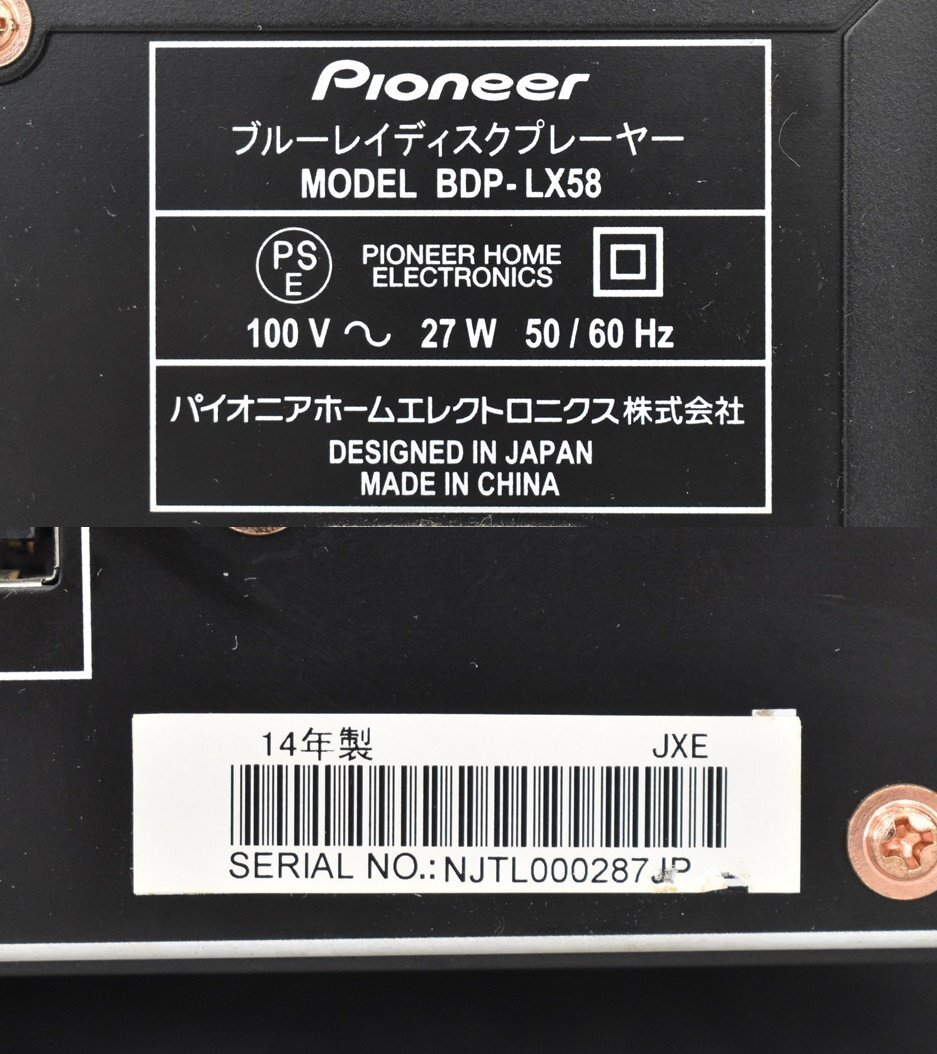 Pioneer
ブルーレイディスクプレーヤー
MODEL BDP-LX58
PSE
PIONEER HOME
ELECTRONICS
100 V ～ 27 W 50 / 60 Hz
パイオニアホームエレクトロニクス株式会社
DESIGNED IN JAPAN
MADE IN CHINA
14年製 JXE
SERIAL NO.: NJTL000287JP